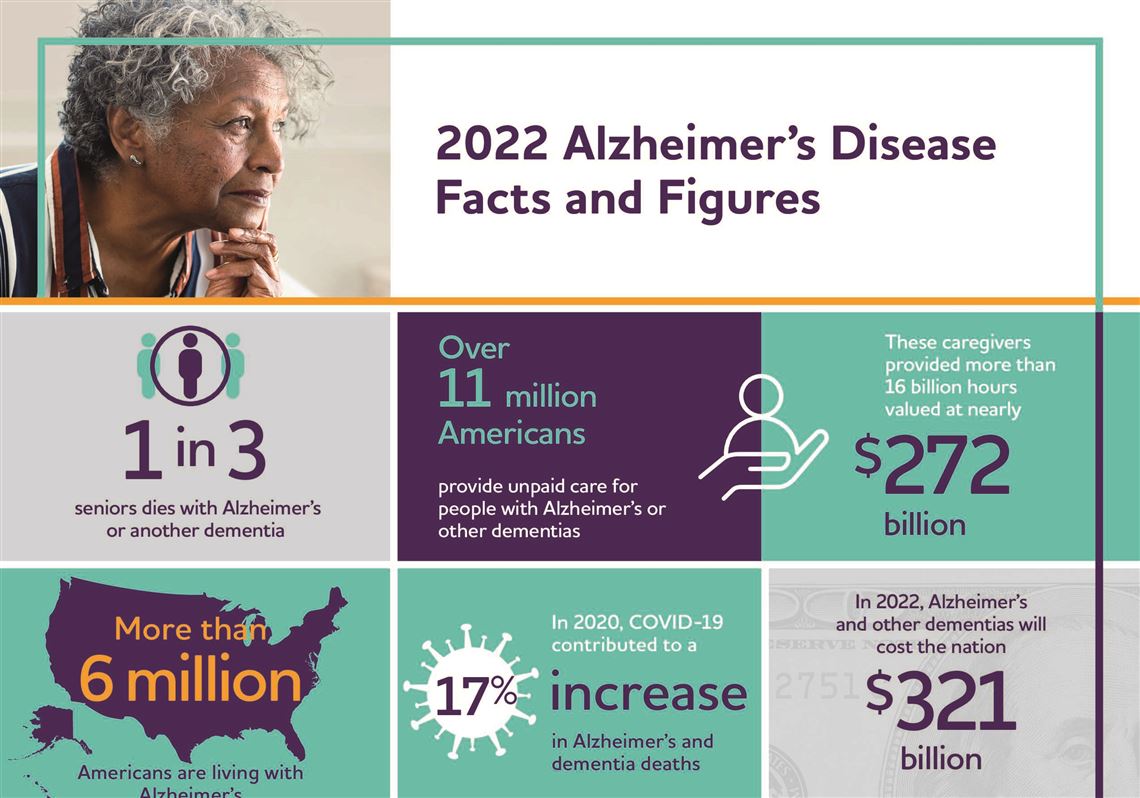 2022 Alzheimer's Disease
Facts and Figures
1 in 3
seniors dies with Alzheimer's
or another dementia
Over
11 million
Americans
provide unpaid care for
people with Alzheimer's or
other dementias
These caregivers
provided more than
16 billion hours
valued at nearly
$272
billion
More than
6 million
Americans are living with
Alzheimer's
In 2020, COVID-19
contributed to a
17% increase
in Alzheimer's and
dementia deaths
In 2022, Alzheimer's
and other dementias will
cost the nation
2751
$321
billion